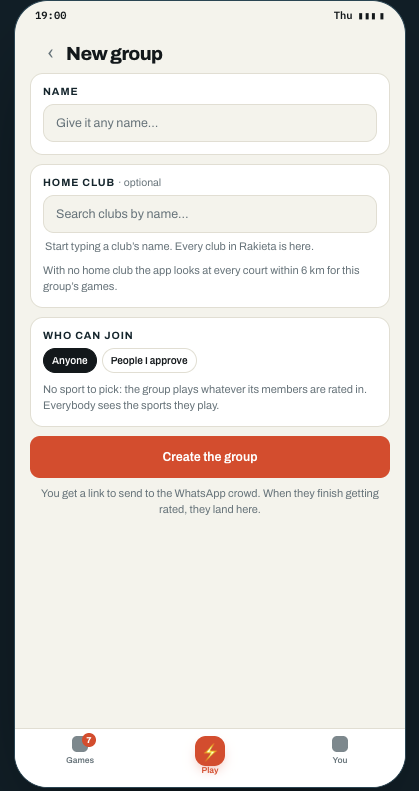 19:00
Thu
‹ New group
NAME
Give it any name...
HOME CLUB · optional
Search clubs by name...
Start typing a club's name. Every club in Rakieta is here.
With no home club the app looks at every court within 6 km for this
group's games.
WHO CAN JOIN
Anyone
People I approve
No sport to pick: the group plays whatever its members are rated in.
Everybody sees the sports they play.
Create the group
You get a link to send to the WhatsApp crowd. When they finish getting
rated, they land here.
7
Games
Play
You